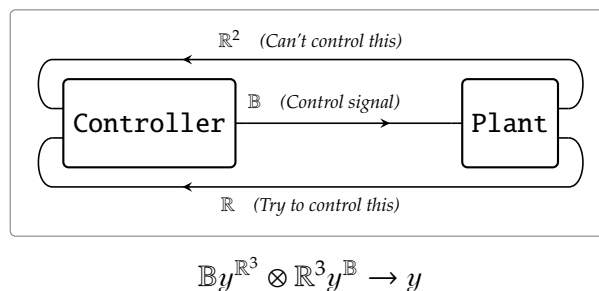 ℝ² (Can't control this)
𝔹 (Control signal)
Controller
Plant
ℝ (Try to control this)
𝔹y^{ℝ³} ⊗ ℝ³y^𝔹 → y